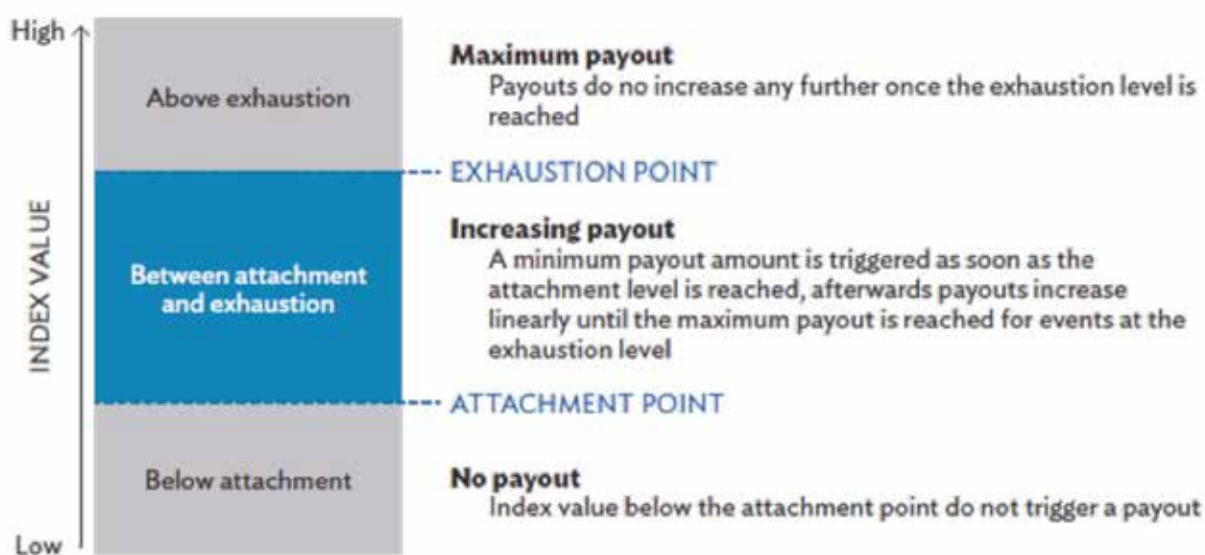 High
Above exhaustion
Maximum payout
Payouts do no increase any further once the exhaustion level is
reached
EXHAUSTION POINT
INDEX VALUE
Between attachment
and exhaustion
Increasing payout
A minimum payout amount is triggered as soon as the
attachment level is reached, afterwards payouts increase
linearly until the maximum payout is reached for events at the
exhaustion level
ATTACHMENT POINT
Below attachment
No payout
Index value below the attachment point do not trigger a payout
Low